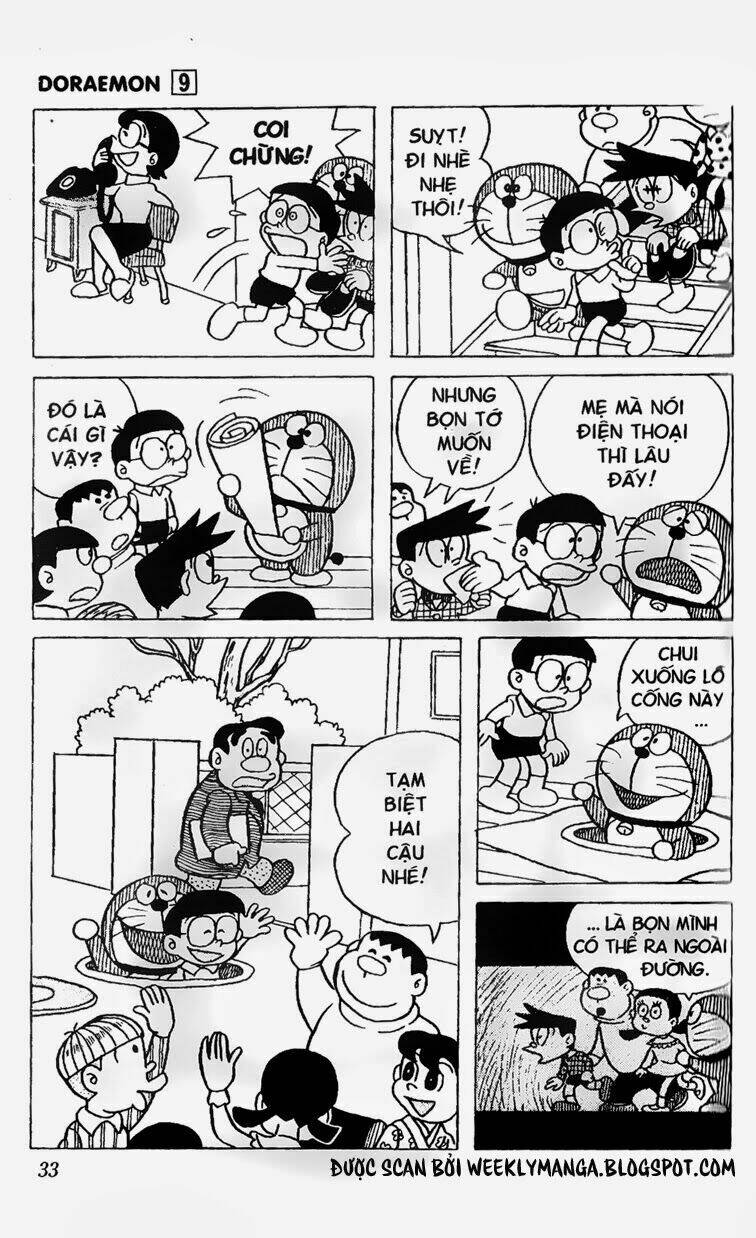 DORAEMON 9
SUỴT!
ĐI NHÈ
NHẸ
THÔI!
COI
CHỪNG!
MẸ MÀ NÓI
ĐIỆN THOẠI
THÌ LÂU
ĐẤY!
NHƯNG
BỌN TỚ
MUỐN
VỀ!
ĐÓ LÀ
CÁI GÌ
VẬY?
CHUI
XUỐNG LỖ
CỐNG NÀY
...
... LÀ BỌN MÌNH
CÓ THỂ RA NGOÀI
ĐƯỜNG.
TẠM
BIỆT
HAI
CẬU
NHÉ!
33
ĐƯỢC SCAN BỞI WEEKLYMANGA.BLOGSPOT.COM